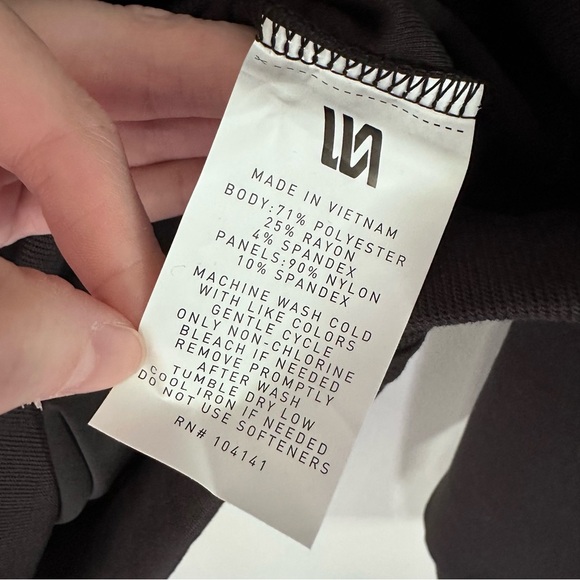 MADE IN VIETNAM
BODY:71% POLYESTER
25% RAYON
4% SPANDEX
PANELS:90% NYLON
10% SPANDEX
MACHINE WASH COLD
WITH LIKE COLORS
GENTLE CYCLE
ONLY NON-CHLORINE
BLEACH IF NEEDED
REMOVE PROMPTLY
AFTER WASH
TUMBLE DRY LOW
COOL IRON IF NEEDED
DO NOT USE SOFTENERS
RN# 104141